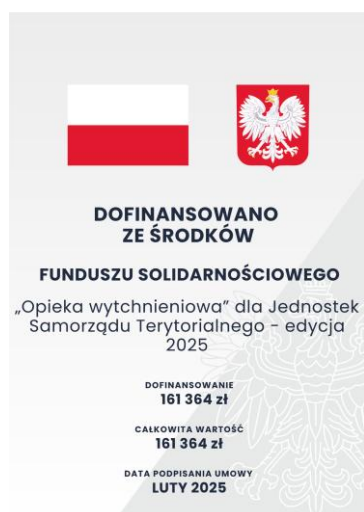 DOFINANSOWANO
ZE ŚRODKÓW
FUNDUSZU SOLIDARNOŚCIOWEGO
„Opieka wytchnieniowa” dla Jednostek
Samorządu Terytorialnego - edycja
2025
DOFINANSOWANIE
161 364 zł
CAŁKOWITA WARTOŚĆ
161 364 zł
DATA PODPISANIA UMOWY
LUTY 2025